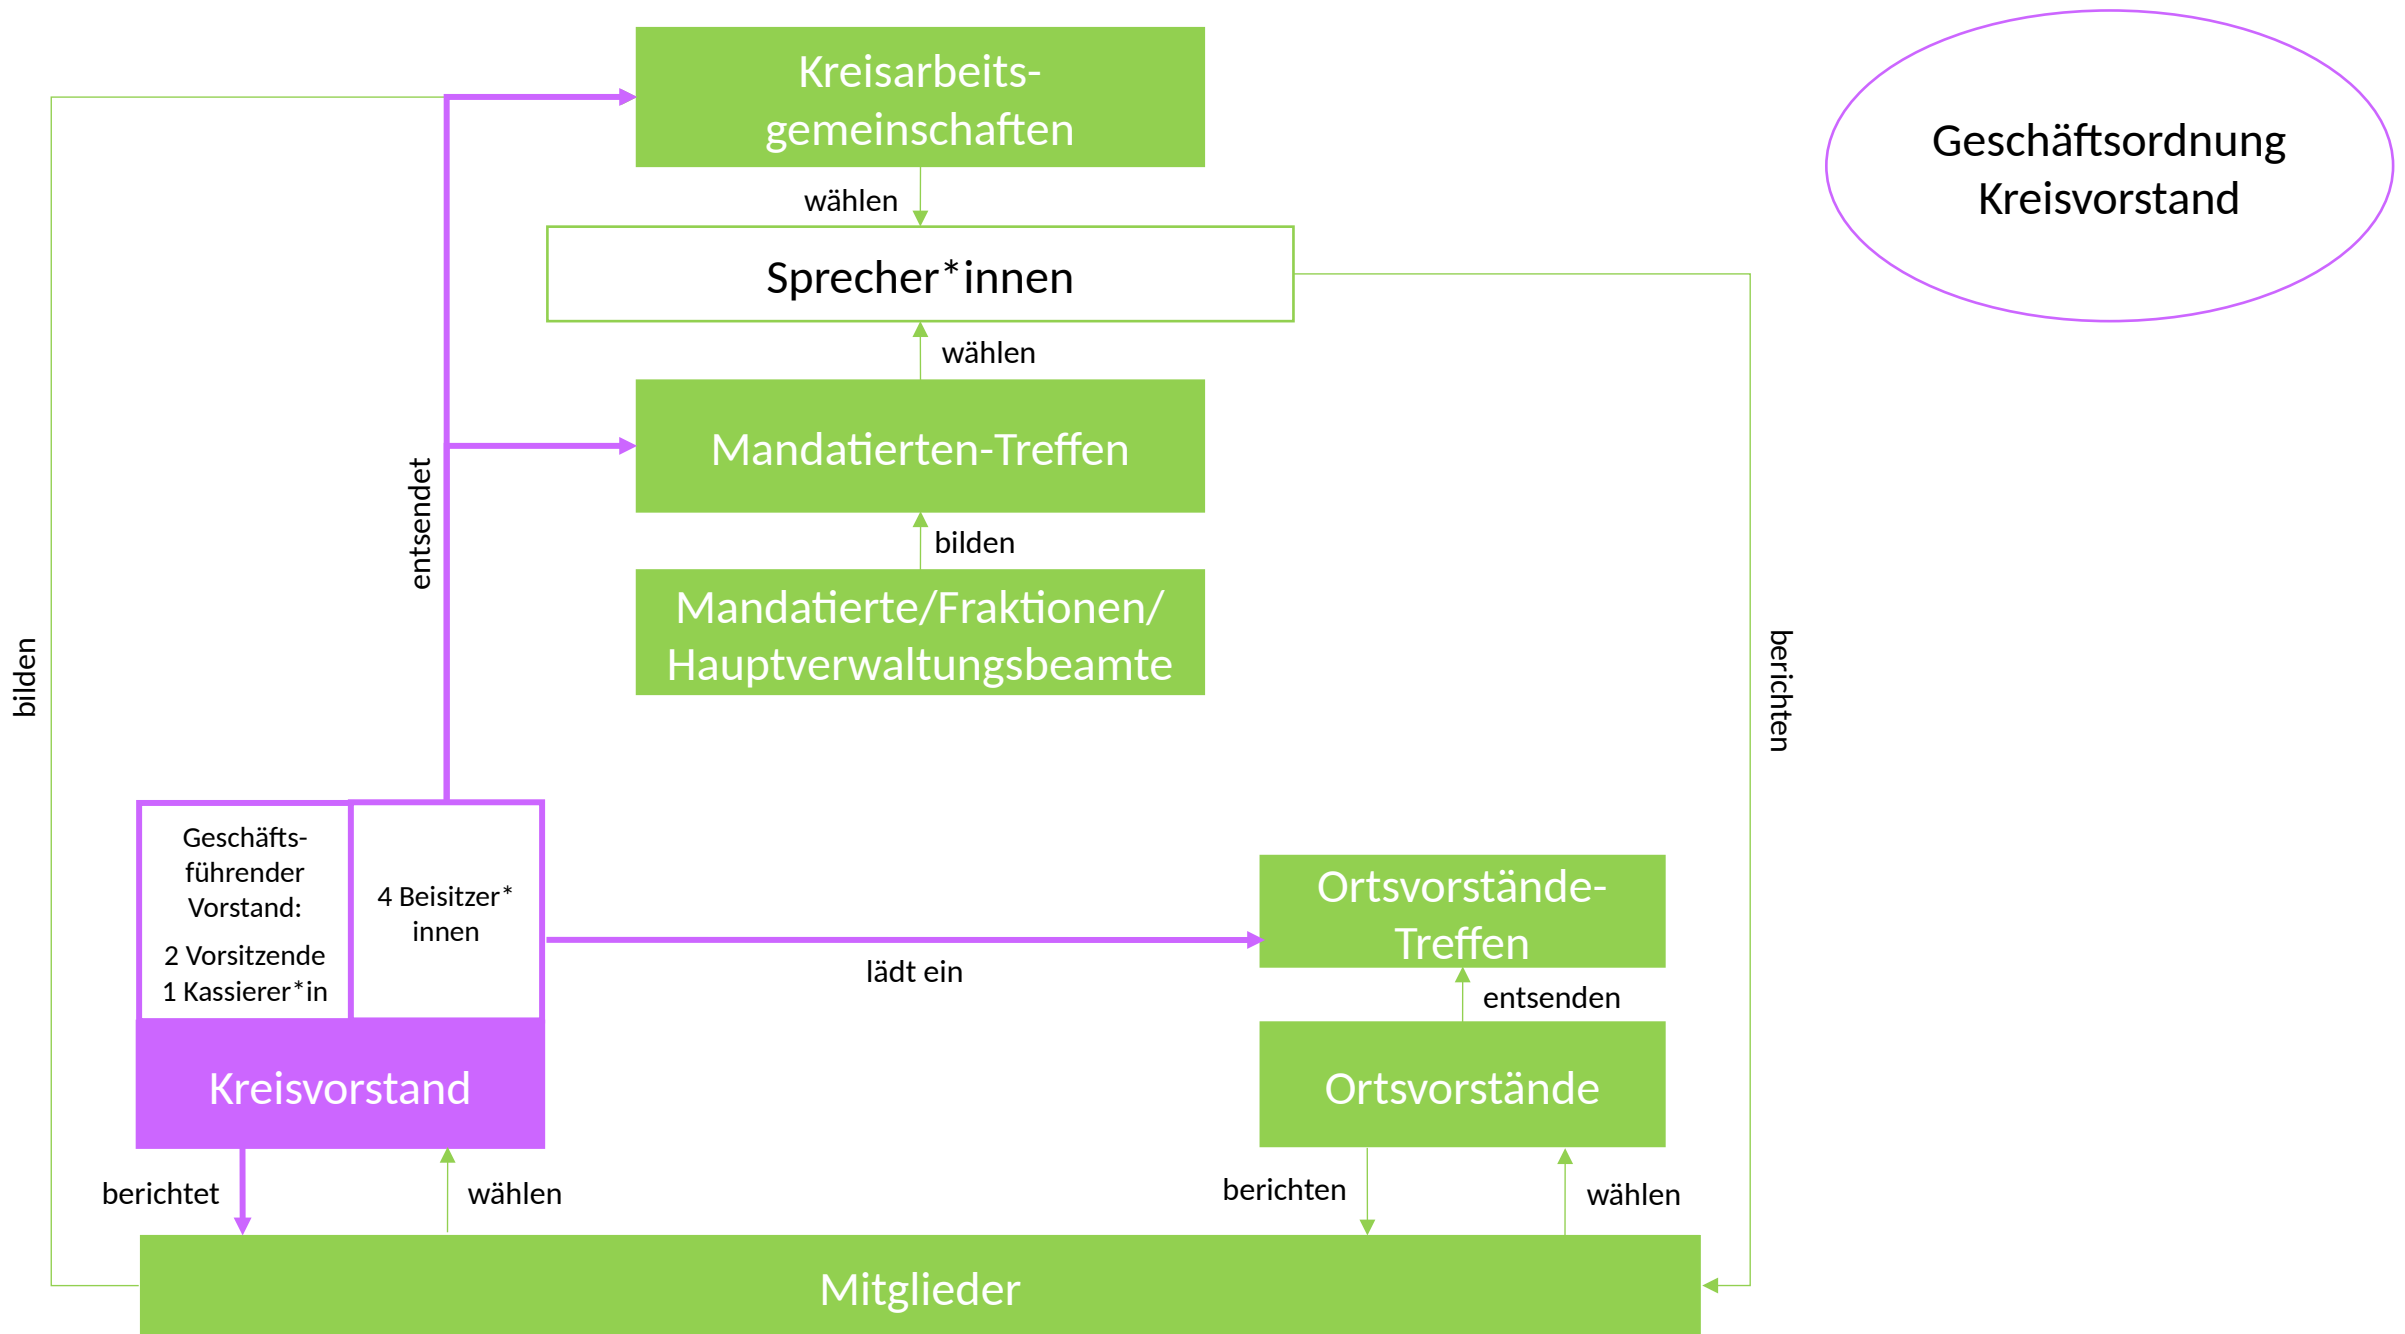 Kreisarbeits-
gemeinschaften
Geschäftsordnung
Kreisvorstand
wählen
Sprecher*innen
wählen
Mandatierten-Treffen
entsendet
bilden
Mandatierte/Fraktionen/
Hauptverwaltungsbeamte
bilden
berichten
Geschäfts-
führender
Vorstand:
2 Vorsitzende
1 Kassierer*in
4 Beisitzer*
innen
Ortsvorstände-
Treffen
lädt ein
entsenden
Kreisvorstand
Ortsvorstände
berichtet
wählen
berichten
wählen
Mitglieder